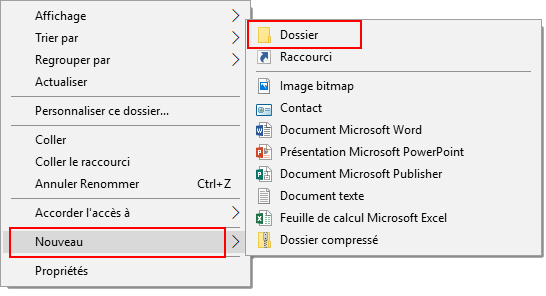 Affichage
Trier par
Regrouper par
Actualiser
Personnaliser ce dossier...
Coller
Coller le raccourci
Annuler Renommer Ctrl+Z
Accorder l'accès à
Nouveau
Propriétés
Dossier
Raccourci
Image bitmap
Contact
Document Microsoft Word
Présentation Microsoft PowerPoint
Document Microsoft Publisher
Document texte
Feuille de calcul Microsoft Excel
Dossier compressé